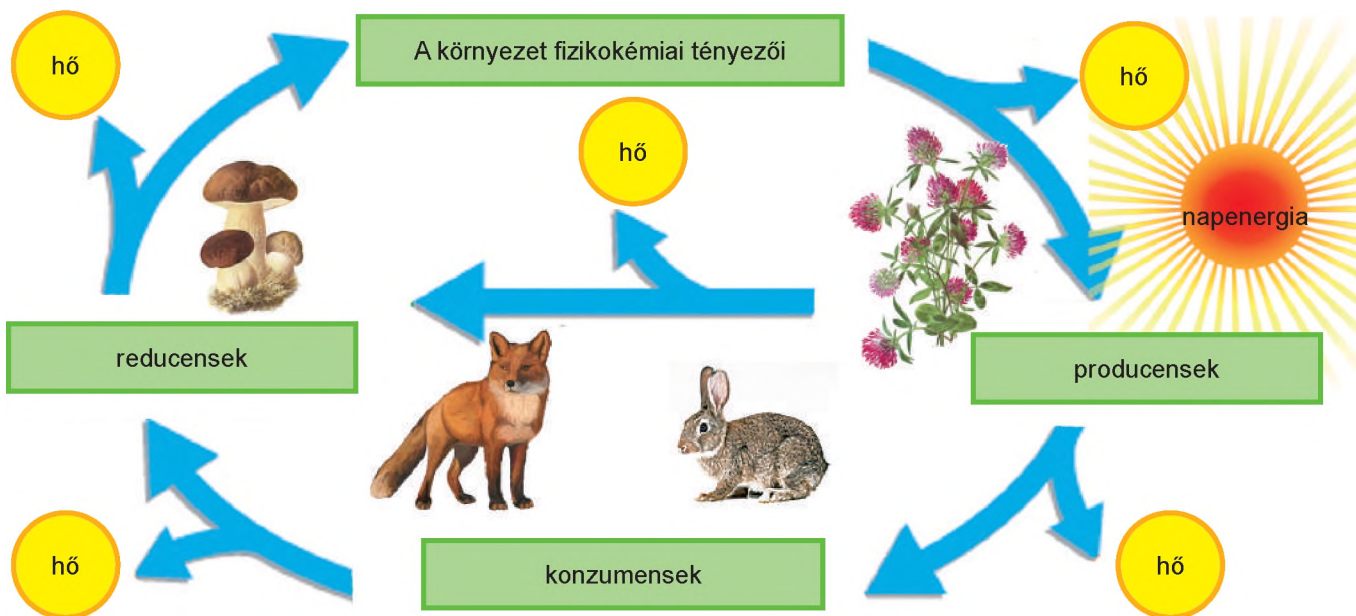 hő
A környezet fizikokémiai tényezői
hő
hő
napenergia
reducensek
producensek
hő
konzumensek
hő